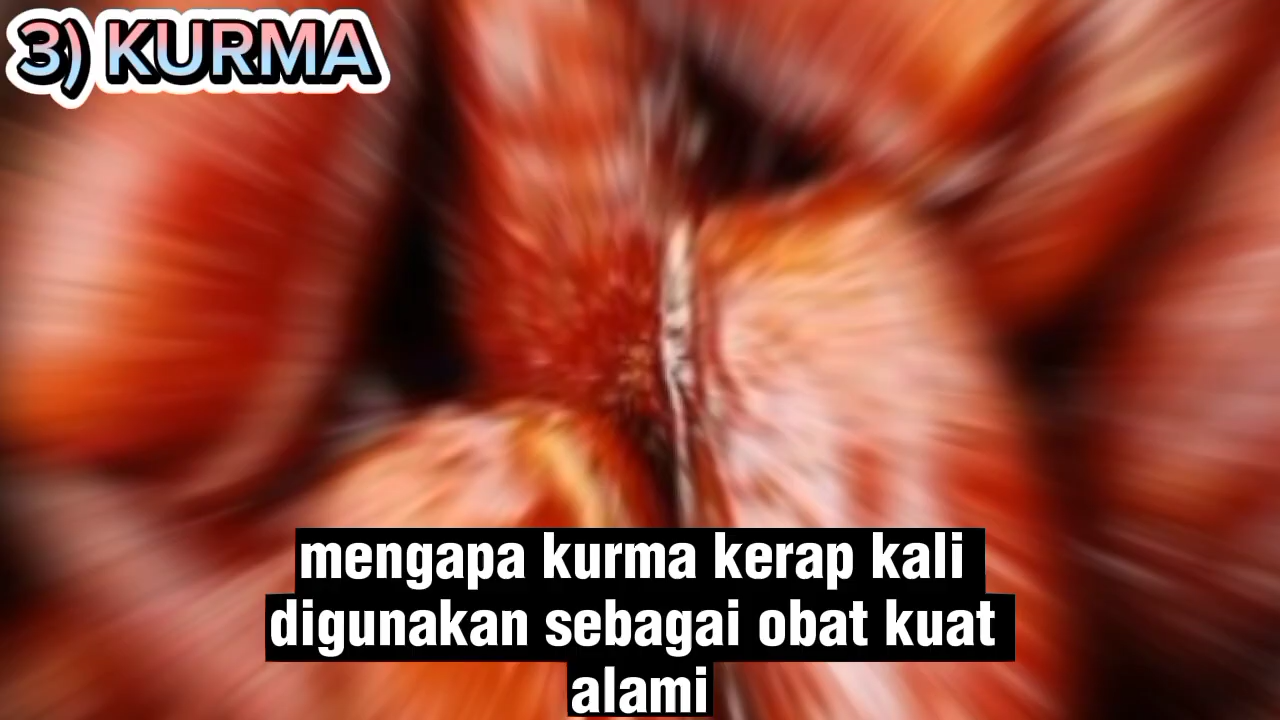 3) KURMA
mengapa kurma kerap kali
digunakan sebagai obat kuat
alami